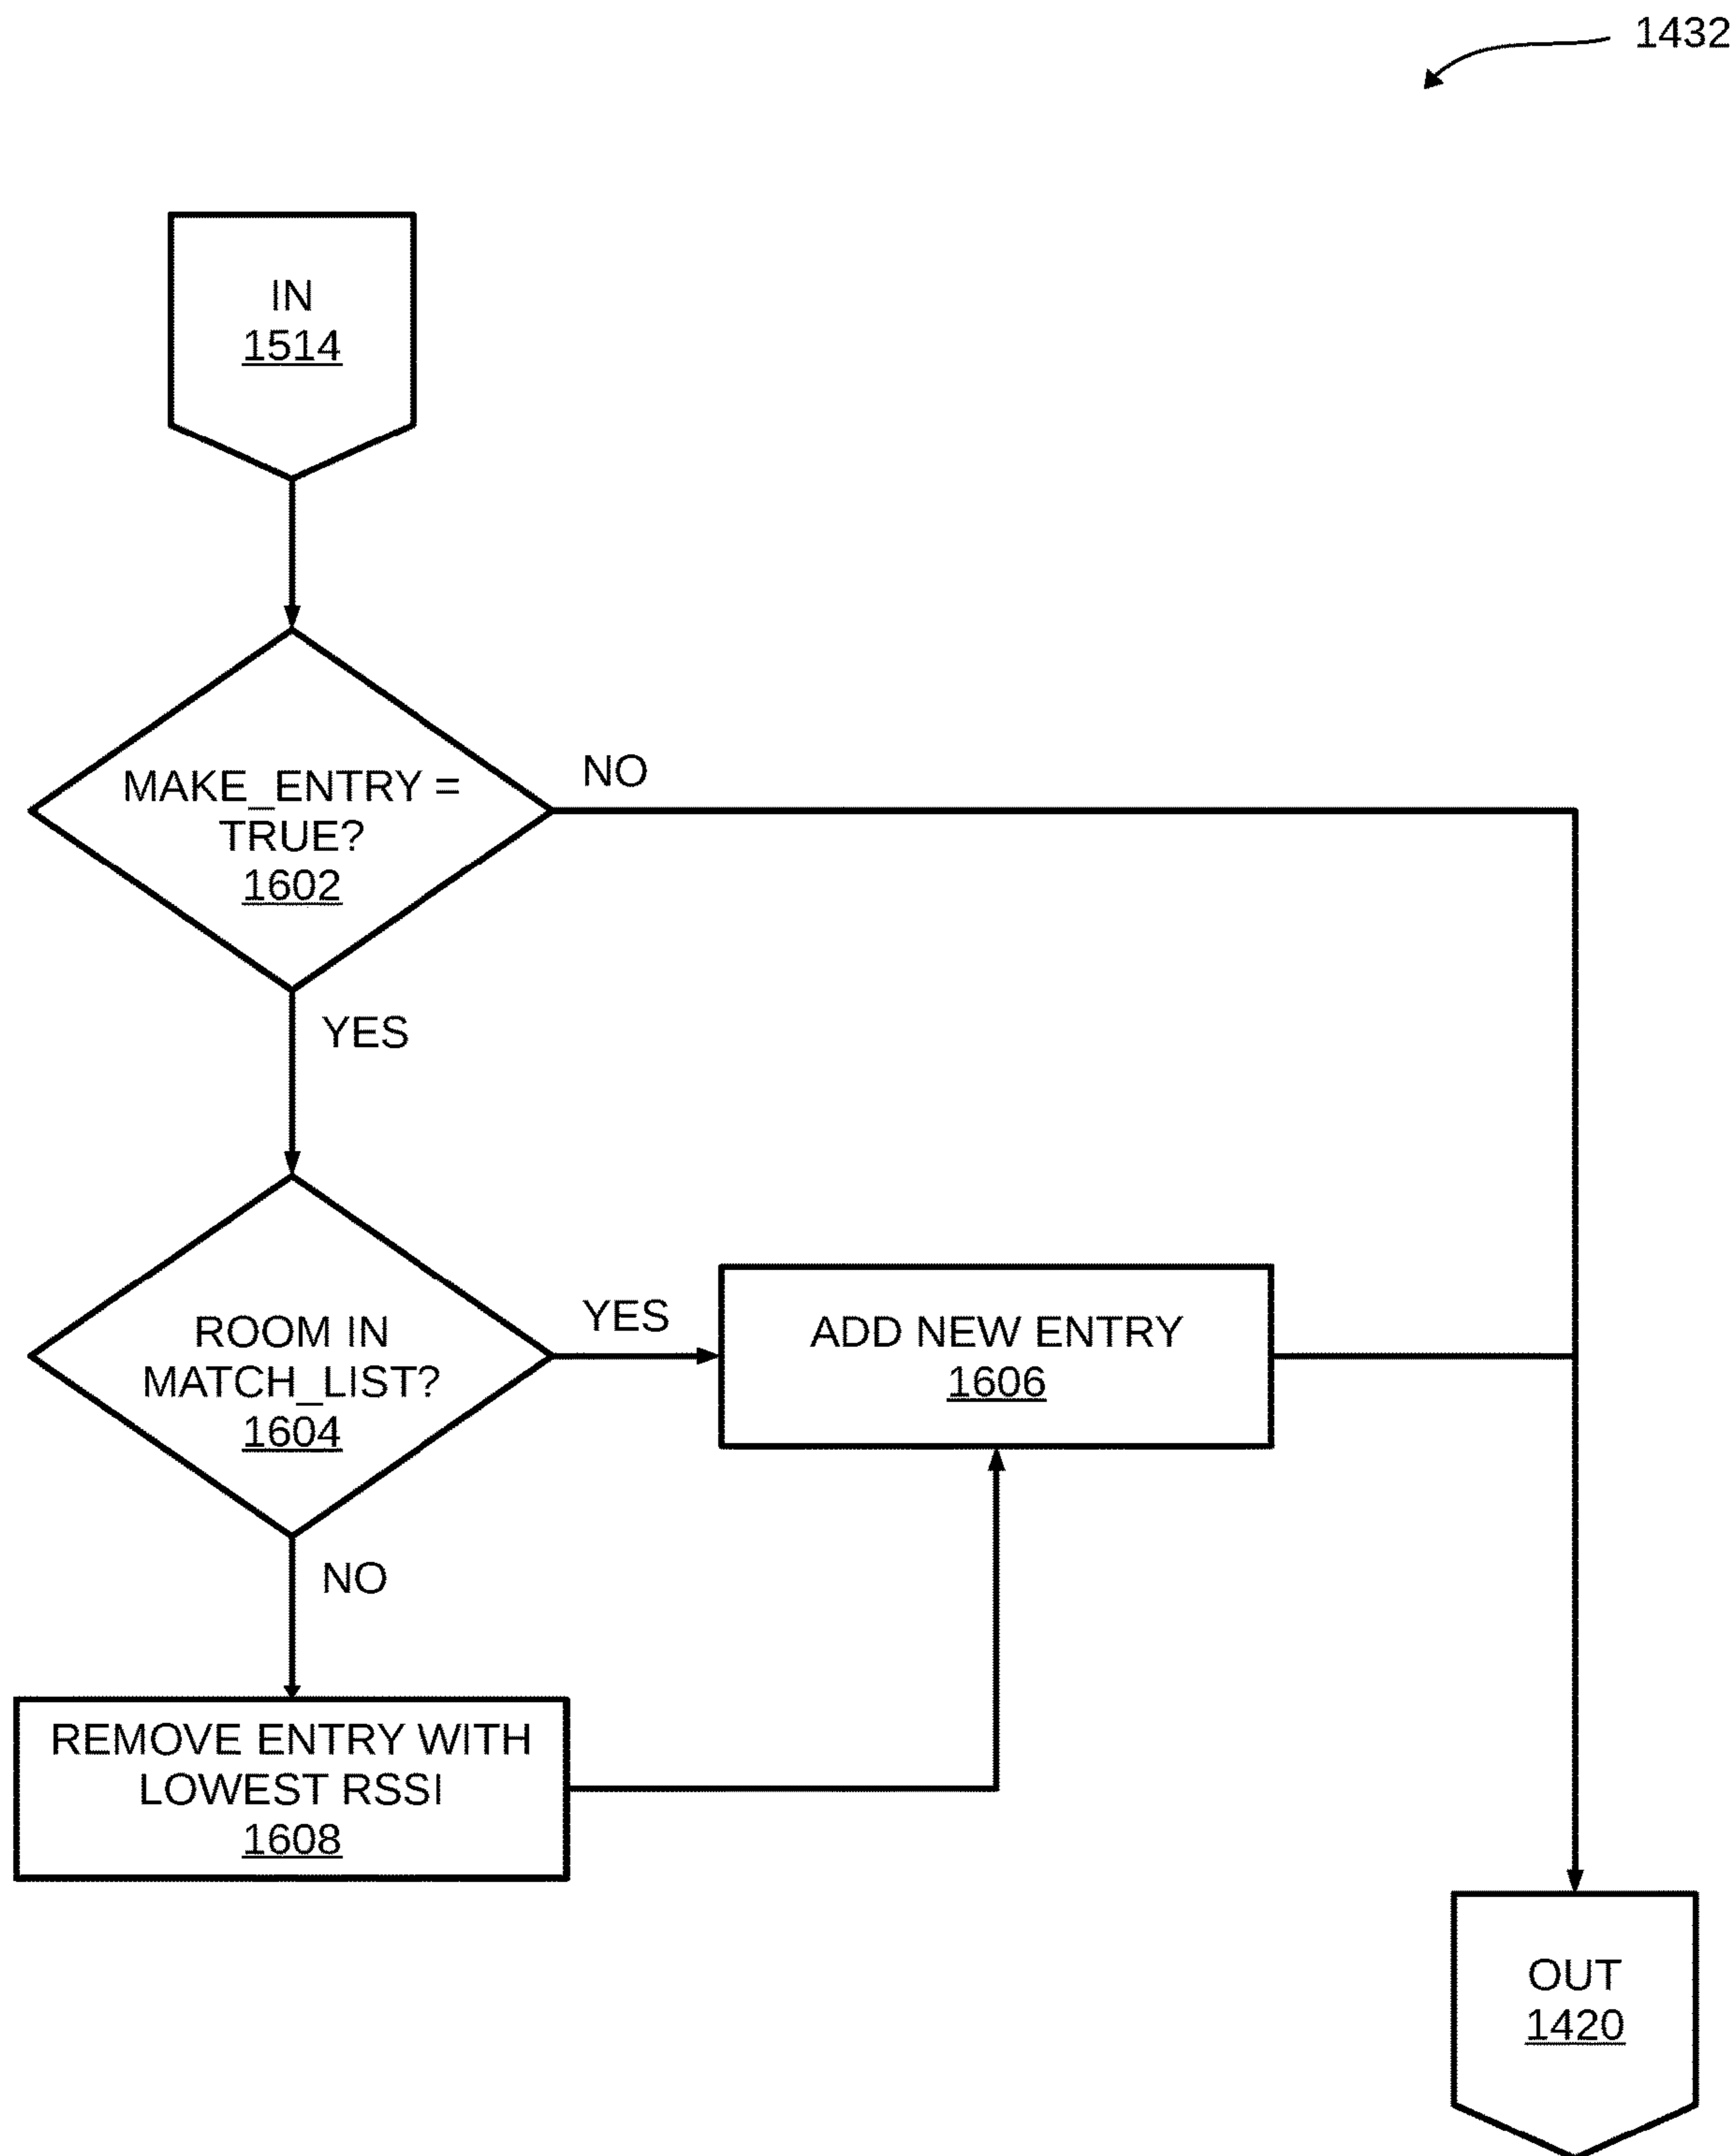 1432
IN
1514
MAKE_ENTRY =
TRUE?
1602
NO
YES
ROOM IN
MATCH_LIST?
1604
YES
ADD NEW ENTRY
1606
NO
REMOVE ENTRY WITH
LOWEST RSSI
1608
OUT
1420